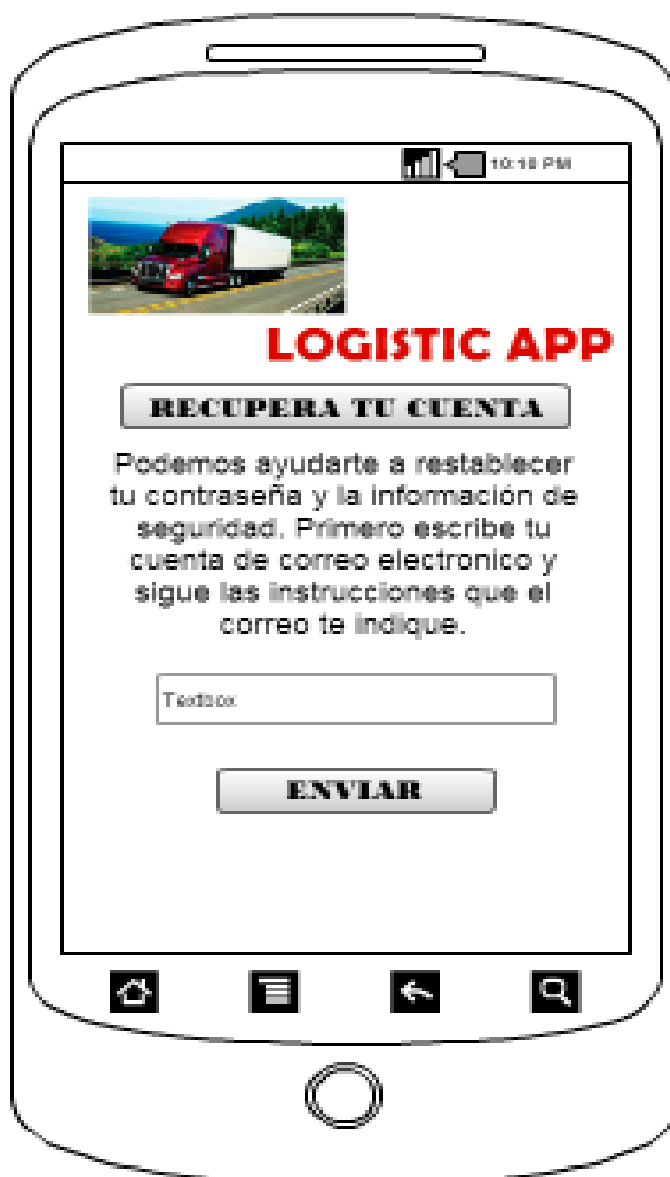 10:10 PM
LOGISTIC APP
RECUPERA TU CUENTA
Podemos ayudarte a restablecer
tu contraseña y la información de
seguridad. Primero escribe tu
cuenta de correo electronico y
sigue las instrucciones que el
correo te indique.
Textbox
ENVIAR